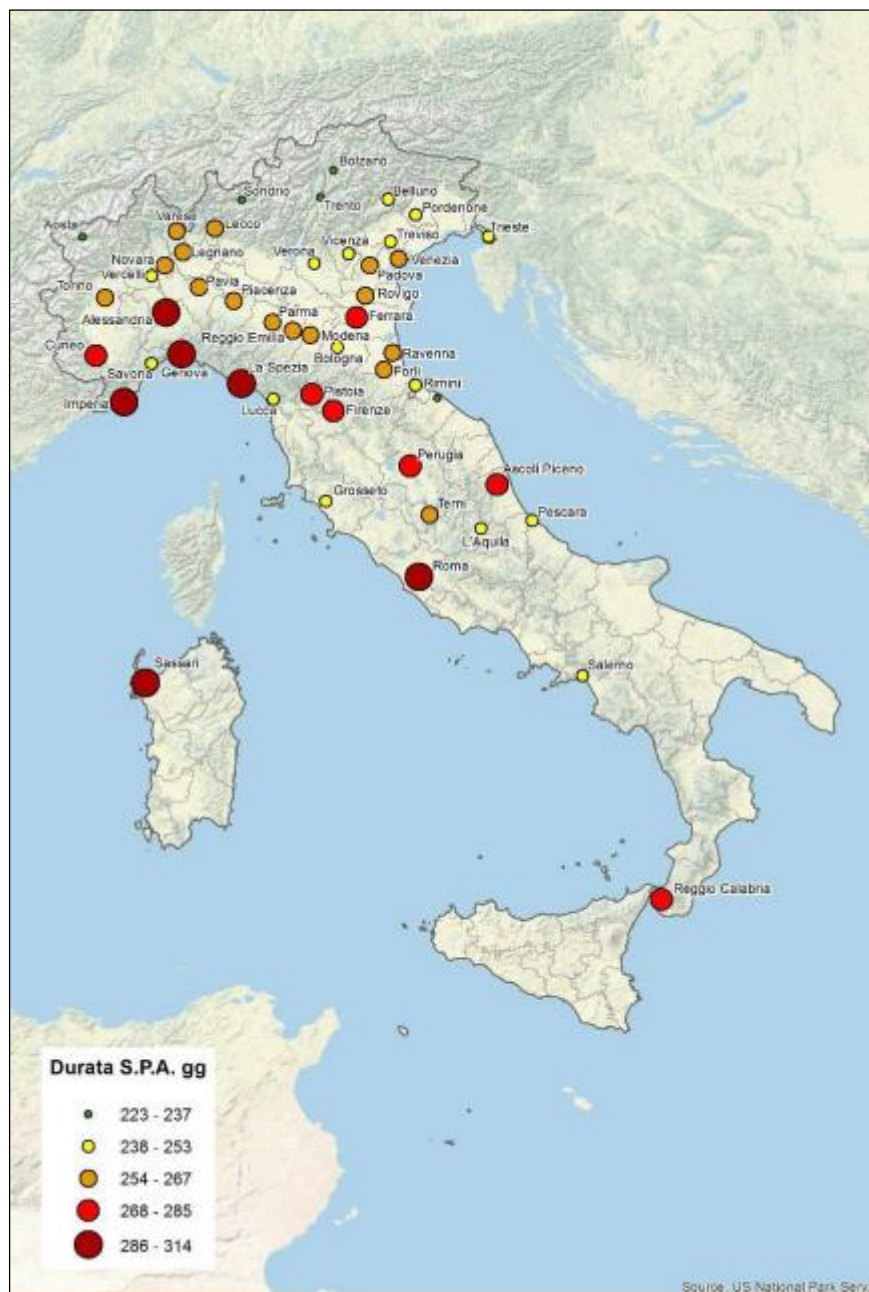 Bolzano
Sondrio
Trento
Belluno
Pordenone
Aosta
Varese
Lecco
Trieste
Legnano
Vicenza
Treviso
Verona
Venezia
Novara
Vercelli
Padova
Torino
Pavia
Piacenza
Rovigo
Alessandria
Parma
Ferrara
Reggio Emilia
Modena
Cuneo
Bologna
Ravenna
Savona
Genova
La Spezia
Forlì
Rimini
Imperia
Lucca
Pistoia
Firenze
Perugia
Ascoli Piceno
Grosseto
Terni
Pescara
L'Aquila
Roma
Sassari
Salerno
Reggio Calabria
Durata S.P.A. gg
223 - 237
238 - 253
254 - 267
268 - 285
286 - 314
Source: US National Park Serv